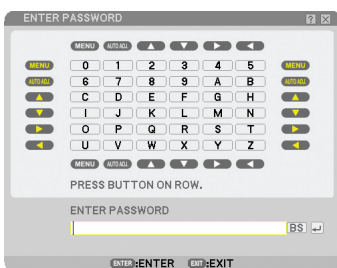 ENTER PASSWORD
MENU AUTO ADJ.
MENU 0 1 2 3 4 5 MENU
AUTO ADJ. 6 7 8 9 A B AUTO ADJ.
C D E F G H
I J K L M N
O P Q R S T
U V W X Y Z
MENU AUTO ADJ.
PRESS BUTTON ON ROW.
ENTER PASSWORD
BS
ENTER :ENTER EXIT :EXIT